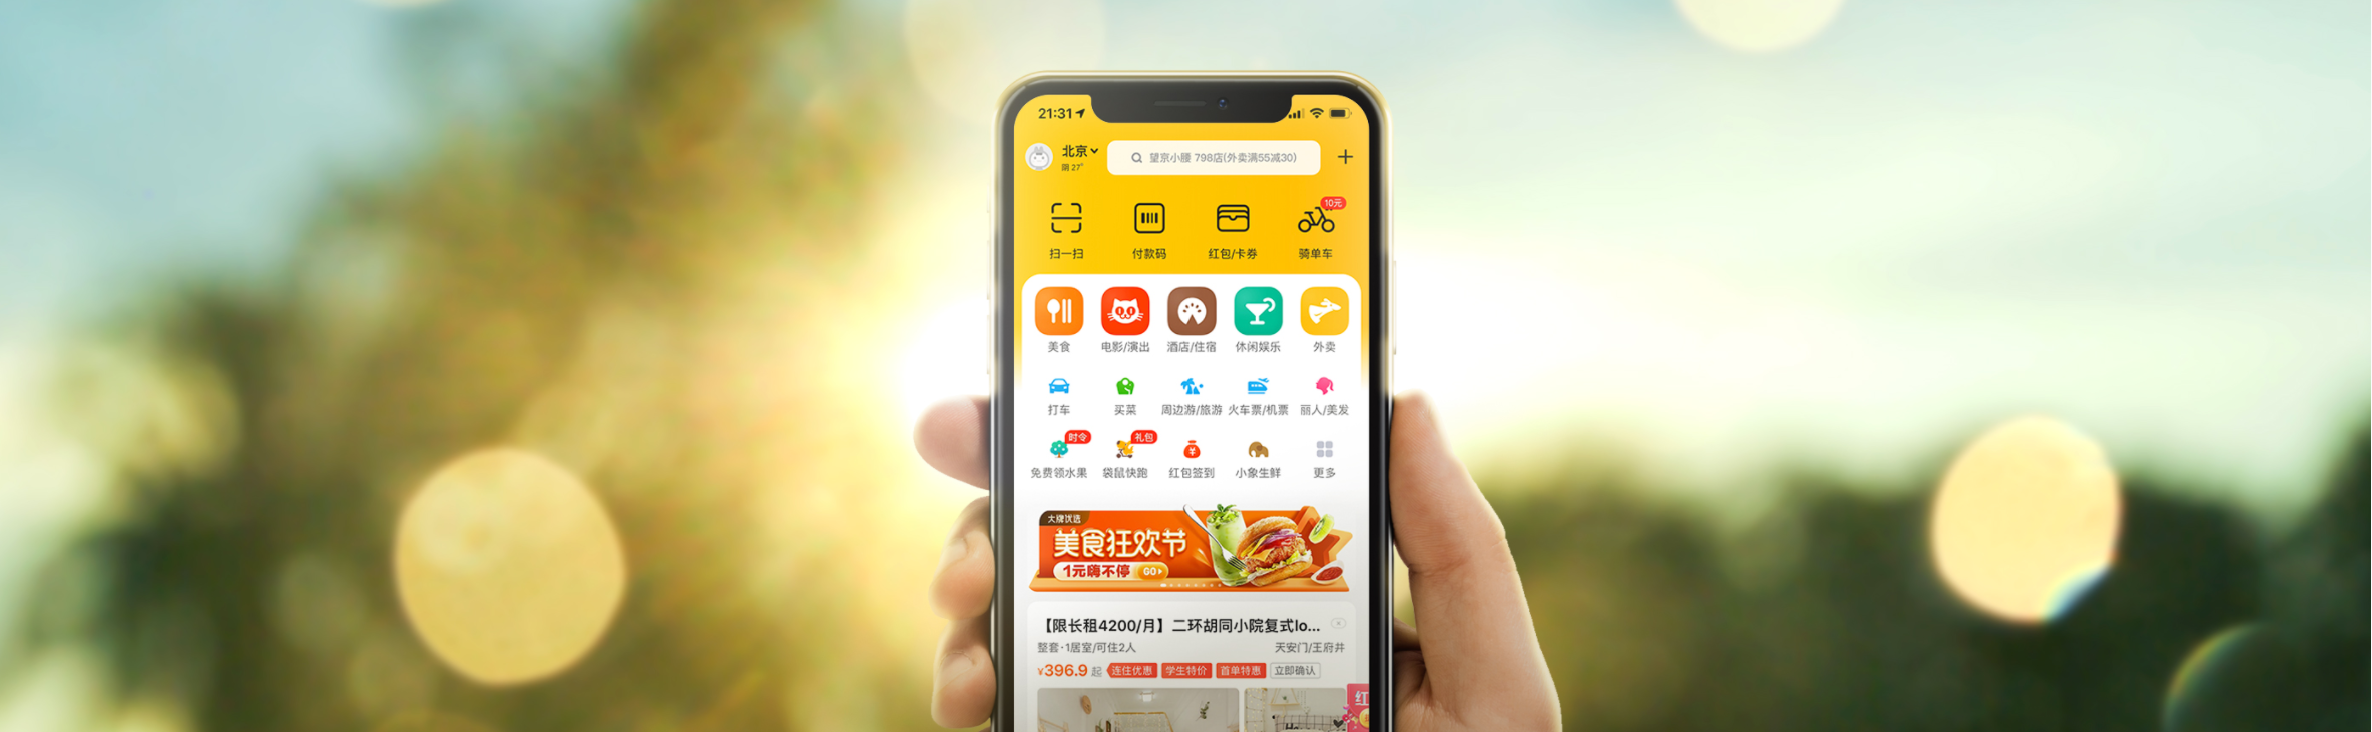 21:31
北京
阴 27°
望京小腰 798店(外卖满55减30)
10元
扫一扫 付款码 红包/卡券 骑单车
美食 电影/演出 酒店/住宿 休闲娱乐 外卖
打车 买菜 周边游/旅游 火车票/机票 丽人/美发
时令 礼包
免费领水果 袋鼠快跑 红包签到 小象生鲜 更多
大牌优选
美食狂欢节
1元嗨不停 GO
【限长租4200/月】二环胡同小院复式lo...
整套·1居室/可住2人 天安门/王府井
¥396.9 起 连住优惠 学生特价 首单特惠 立即确认
红